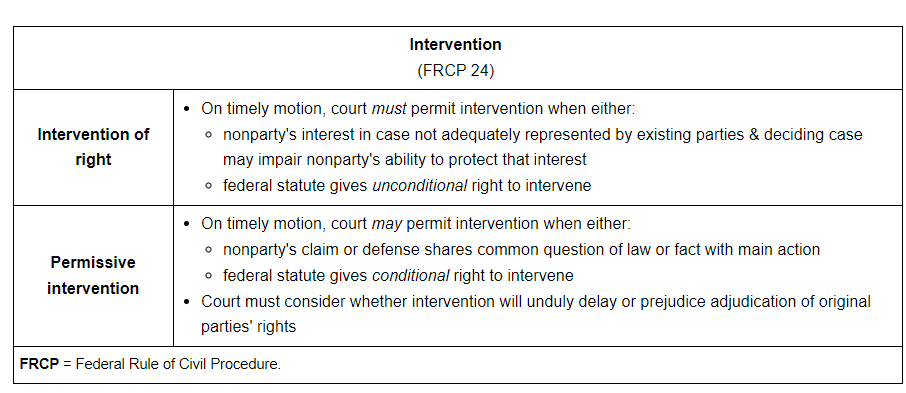 Intervention
(FRCP 24)
Intervention of
right
• On timely motion, court must permit intervention when either:
○ nonparty's interest in case not adequately represented by existing parties & deciding case
may impair nonparty's ability to protect that interest
○ federal statute gives unconditional right to intervene
Permissive
intervention
• On timely motion, court may permit intervention when either:
○ nonparty's claim or defense shares common question of law or fact with main action
○ federal statute gives conditional right to intervene
• Court must consider whether intervention will unduly delay or prejudice adjudication of original
parties' rights
FRCP = Federal Rule of Civil Procedure.